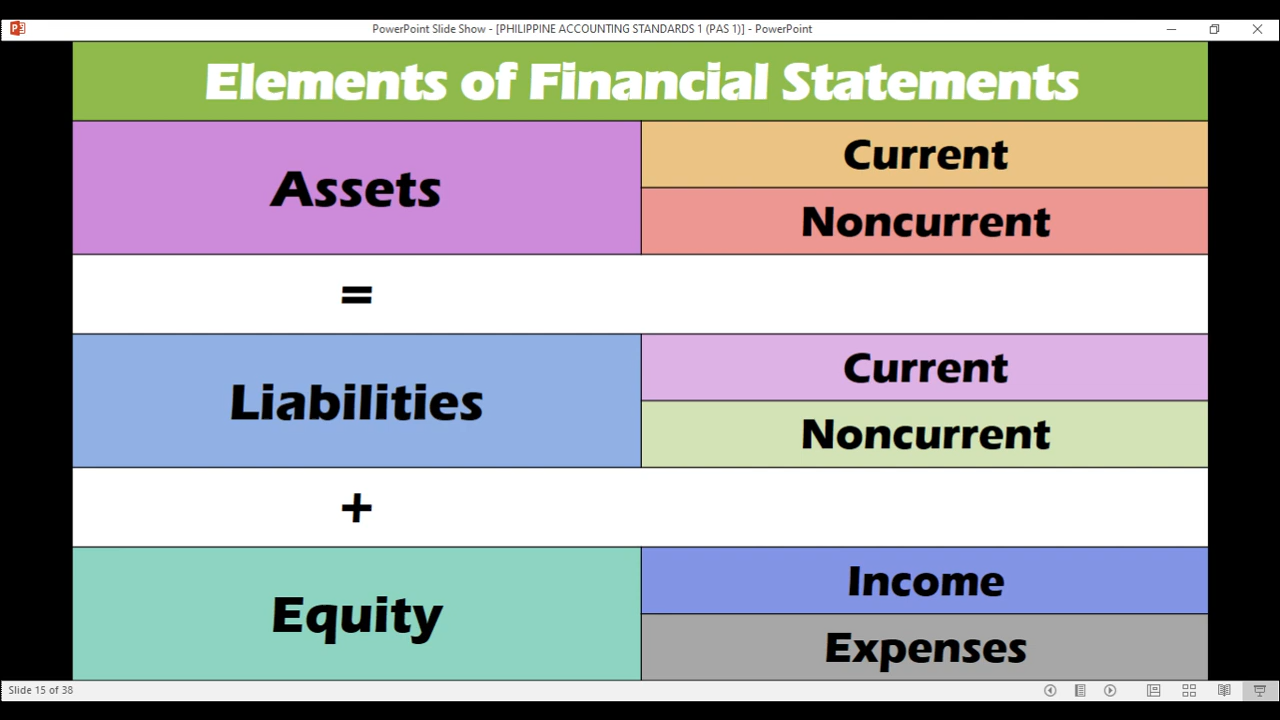 PowerPoint Slide Show - [PHILIPPINE ACCOUNTING STANDARDS 1 (PAS 1)] - PowerPoint
Elements of Financial Statements
Assets
Current
Noncurrent
=
Liabilities
Current
Noncurrent
+
Equity
Income
Expenses
Slide 15 of 38